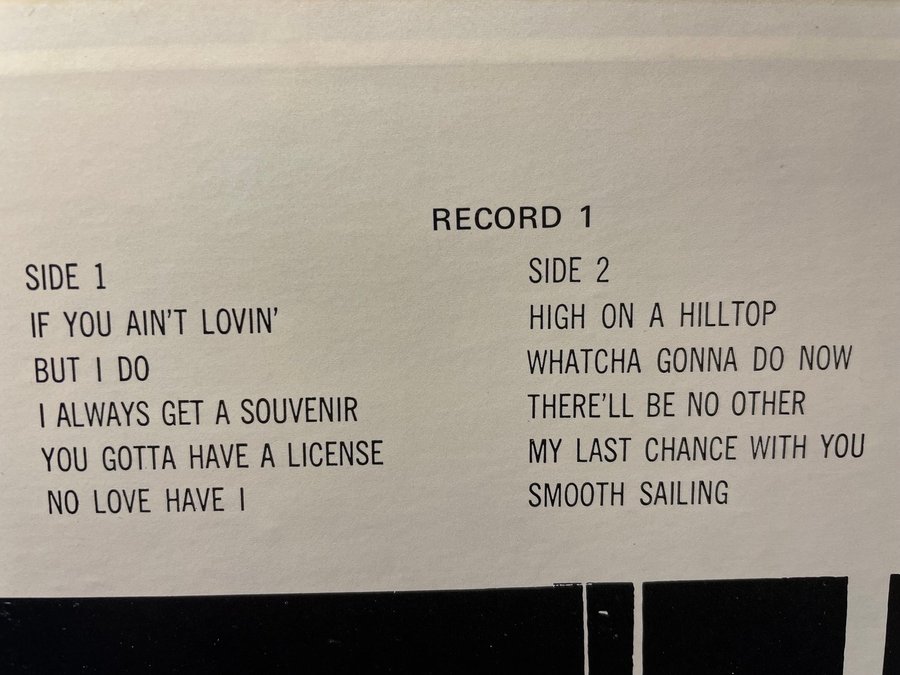 RECORD 1
SIDE 1
IF YOU AIN'T LOVIN'
BUT I DO
I ALWAYS GET A SOUVENIR
YOU GOTTA HAVE A LICENSE
NO LOVE HAVE I
SIDE 2
HIGH ON A HILLTOP
WHATCHA GONNA DO NOW
THERE'LL BE NO OTHER
MY LAST CHANCE WITH YOU
SMOOTH SAILING